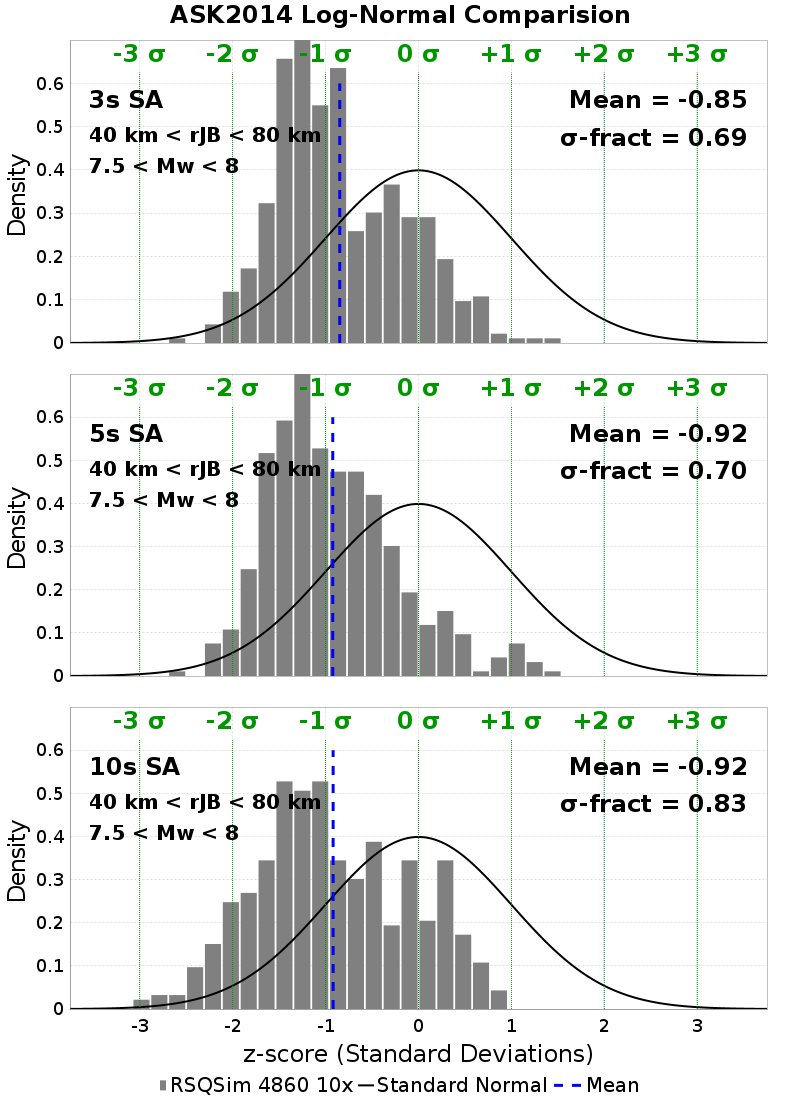 ASK2014 Log-Normal Comparision
-3 σ -2 σ -1 σ 0 σ +1 σ +2 σ +3 σ
3s SA
40 km < rJB < 80 km
7.5 < Mw < 8
Mean = -0.85
σ-fract = 0.69
0.6
0.5
0.4
0.3
0.2
0.1
0
Density
-3 σ -2 σ -1 σ 0 σ +1 σ +2 σ +3 σ
5s SA
40 km < rJB < 80 km
7.5 < Mw < 8
Mean = -0.92
σ-fract = 0.70
0.6
0.5
0.4
0.3
0.2
0.1
0
Density
-3 σ -2 σ -1 σ 0 σ +1 σ +2 σ +3 σ
10s SA
40 km < rJB < 80 km
7.5 < Mw < 8
Mean = -0.92
σ-fract = 0.83
0.6
0.5
0.4
0.3
0.2
0.1
0
Density
-3 -2 -1 0 1 2 3
z-score (Standard Deviations)
RSQSim 4860 10x Standard Normal Mean